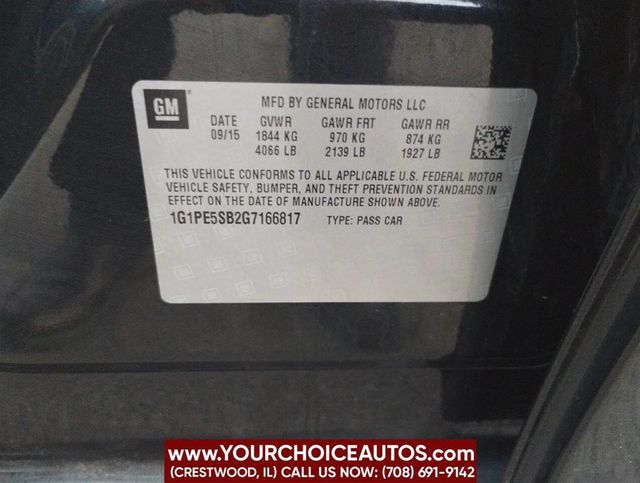 GM
MFD BY GENERAL MOTORS LLC
DATE GVWR GAWR FRT GAWR RR
09/15 1844 KG 970 KG 874 KG
4066 LB 2139 LB 1927 LB
THIS VEHICLE CONFORMS TO ALL APPLICABLE U.S. FEDERAL MOTOR
VEHICLE SAFETY, BUMPER, AND THEFT PREVENTION STANDARDS IN
EFFECT ON THE DATE OF MANUFACTURE SHOWN ABOVE.
1G1PE5SB2G7166817 TYPE: PASS CAR
WWW.YOURCHOICEAUTOS.COM
(CRESTWOOD, IL) CALL US NOW: (708) 691-9142